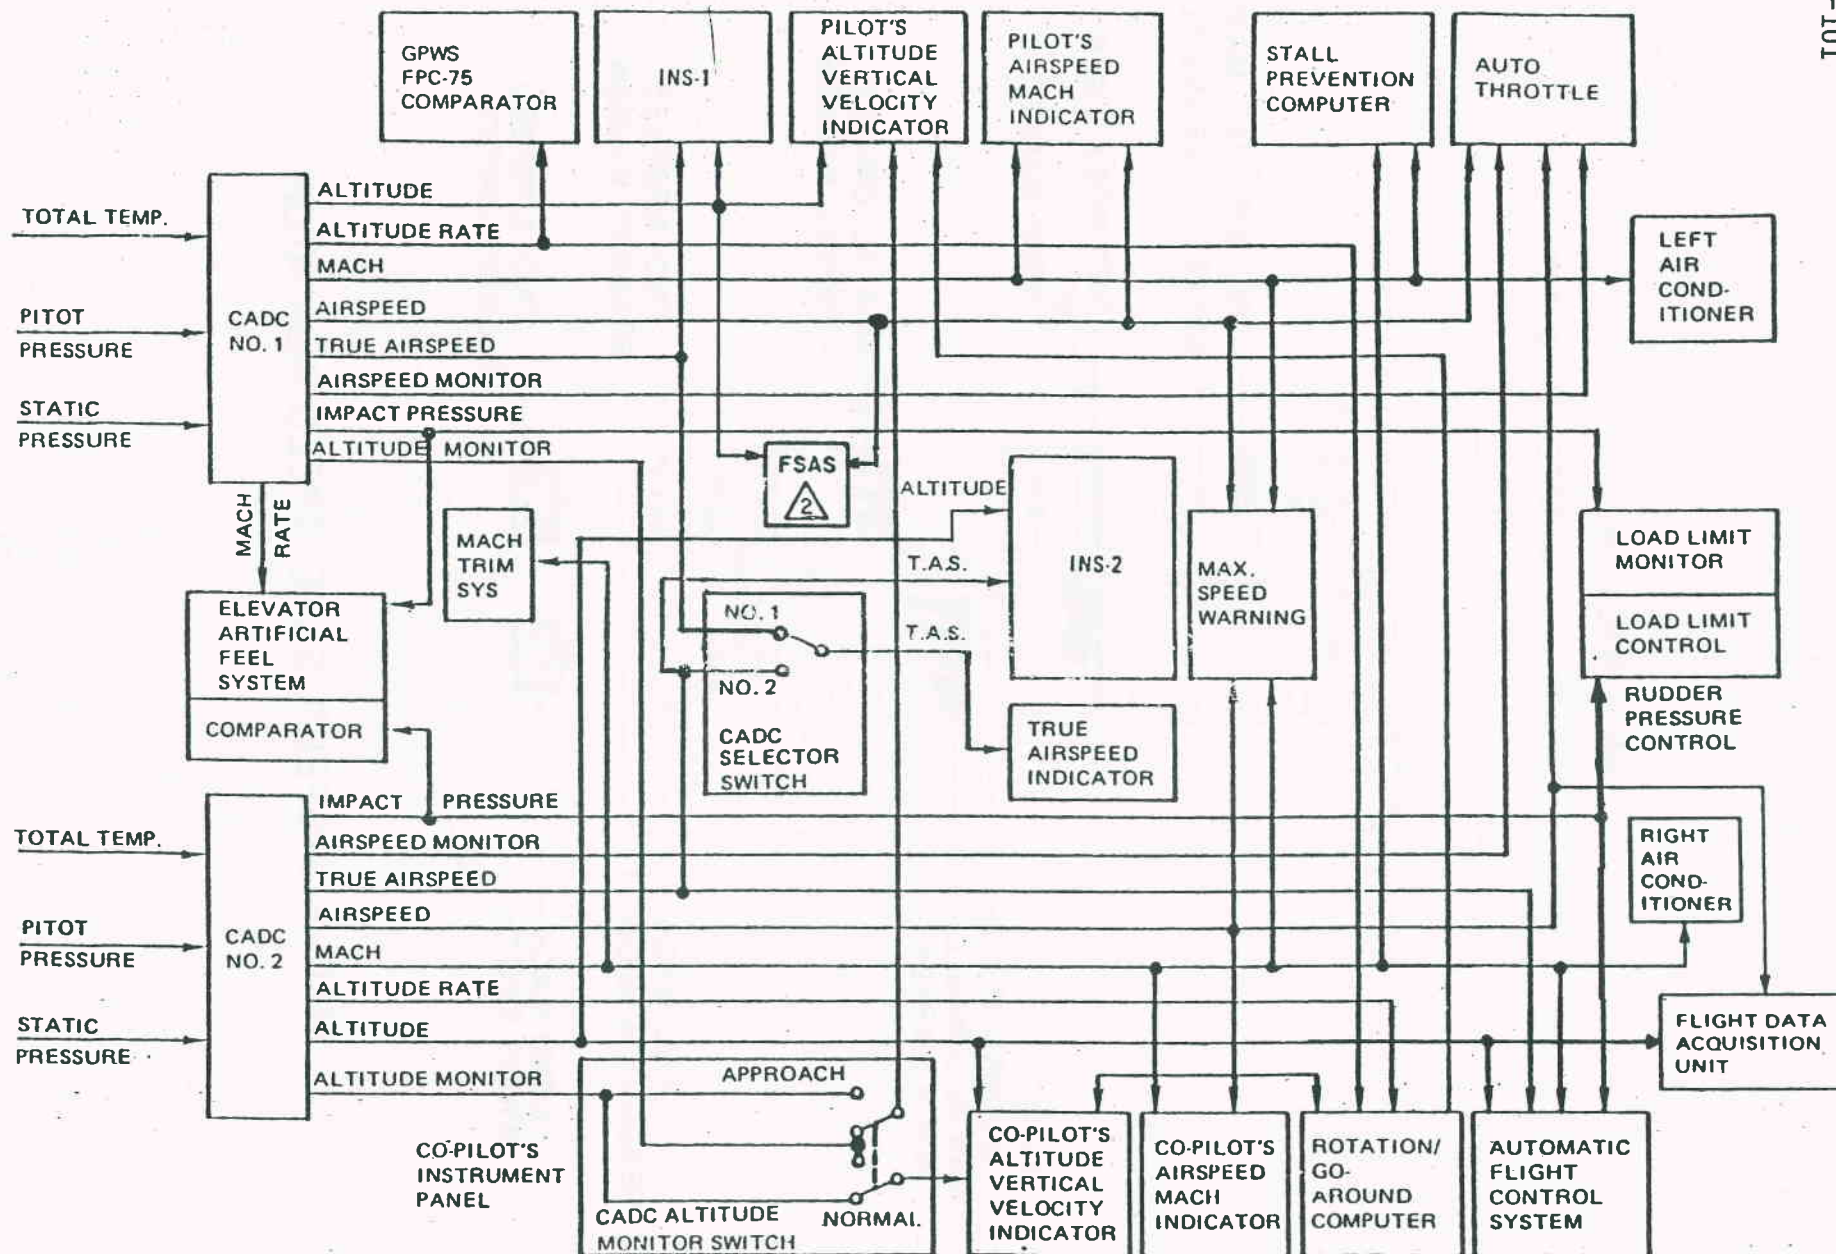 -101
GPWS
FPC-75
COMPARATOR
INS-1
PILOT'S
ALTITUDE
VERTICAL
VELOCITY
INDICATOR
PILOT'S
AIRSPEED
MACH
INDICATOR
STALL
PREVENTION
COMPUTER
AUTO
THROTTLE
TOTAL TEMP.
PITOT
PRESSURE
STATIC
PRESSURE
CADC
NO. 1
ALTITUDE
ALTITUDE RATE
MACH
AIRSPEED
TRUE AIRSPEED
AIRSPEED MONITOR
IMPACT PRESSURE
ALTITUDE MONITOR
LEFT
AIR
COND-
ITIONER
MACH
RATE
FSAS
2
MACH
TRIM
SYS
ALTITUDE
T.A.S.
T.A.S.
INS-2
MAX.
SPEED
WARNING
LOAD LIMIT
MONITOR
LOAD LIMIT
CONTROL
RUDDER
PRESSURE
CONTROL
ELEVATOR
ARTIFICIAL
FEEL
SYSTEM
COMPARATOR
NO. 1
NO. 2
CADC
SELECTOR
SWITCH
TRUE
AIRSPEED
INDICATOR
TOTAL TEMP.
PITOT
PRESSURE
STATIC
PRESSURE
CADC
NO. 2
IMPACT PRESSURE
AIRSPEED MONITOR
TRUE AIRSPEED
AIRSPEED
MACH
ALTITUDE RATE
ALTITUDE
ALTITUDE MONITOR
RIGHT
AIR
COND-
ITIONER
FLIGHT DATA
ACQUISITION
UNIT
CO-PILOT'S
INSTRUMENT
PANEL
APPROACH
NORMAL
CADC ALTITUDE
MONITOR SWITCH
CO-PILOT'S
ALTITUDE
VERTICAL
VELOCITY
INDICATOR
CO-PILOT'S
AIRSPEED
MACH
INDICATOR
ROTATION/
GO-
AROUND
COMPUTER
AUTOMATIC
FLIGHT
CONTROL
SYSTEM